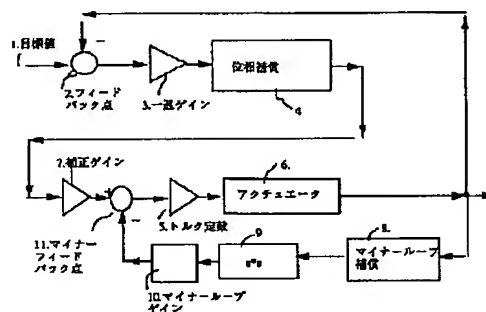 1.目標値
2.フィード
バック点
3.一巡ゲイン
位相補償
4
7.補正ゲイン
+
6.
アクチュエータ
5.トルク定数
11.マイナー
フィード
バック点
9
s*s
8.
マイナーループ
補償
10.マイナーループ
ゲイン